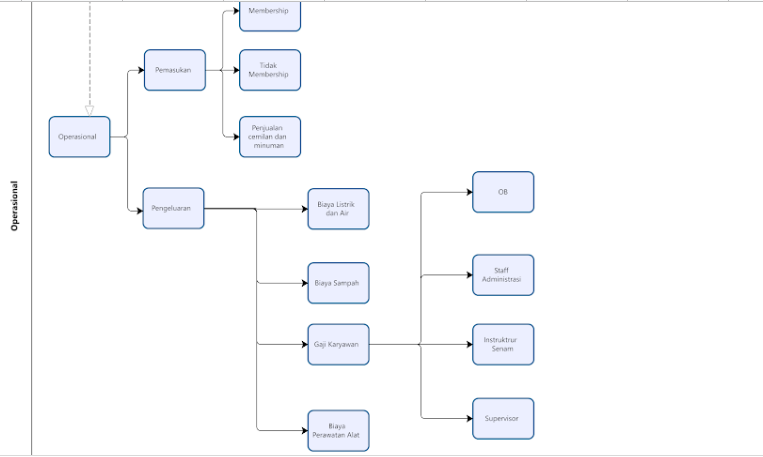 Operasional
Membership
Pemasukan
Tidak
Membership
Penjualan
cemilan dan
minuman
Operasional
Pengeluaran
Biaya Listrik
dan Air
Biaya Sampah
Gaji Karyawan
Biaya
Perawatan Alat
OB
Staff
Administrasi
Instruktrur
Senam
Supervisor